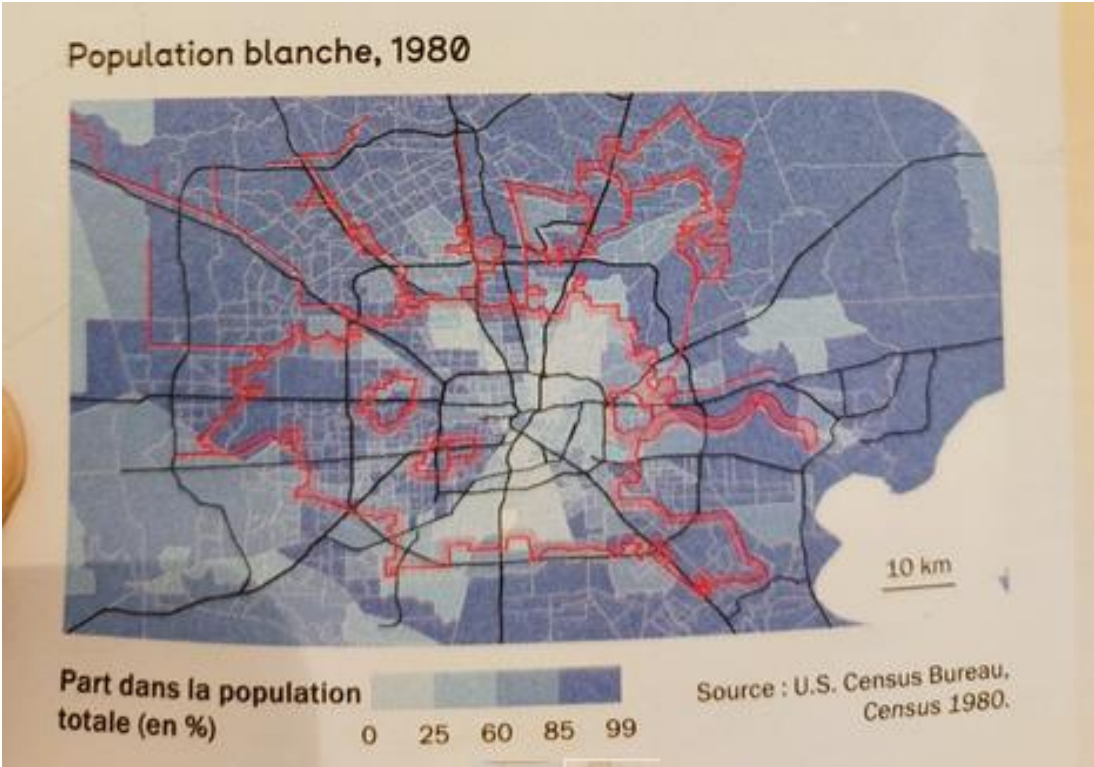 Population blanche, 1980
10 km
Part dans la population
totale (en %)
0 25 60 85 99
Source : U.S. Census Bureau,
Census 1980.